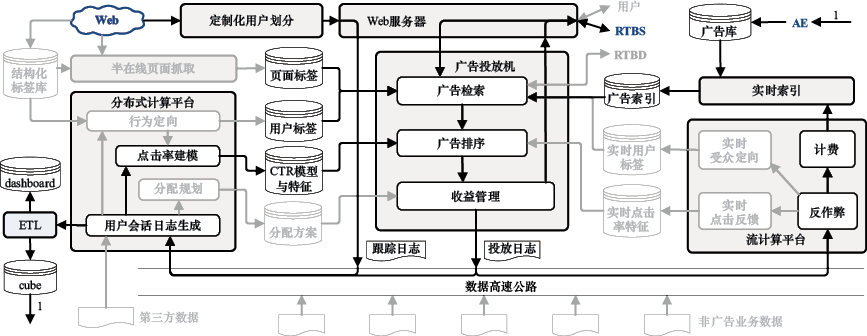 Web
定制化用户划分
Web服务器
用户
RTBS
RTBD
广告库
AE
1
结构化
标签库
半在线页面抓取
页面标签
广告投放机
广告检索
广告索引
实时索引
分布式计算平台
行为定向
用户标签
点击率建模
CTR模型
与特征
广告排序
实时用户
标签
实时
受众定向
计费
dashboard
分配规划
收益管理
ETL
用户会话日志生成
分配方案
实时点击
率特征
实时
点击反馈
反作弊
流计算平台
跟踪日志
投放日志
cube
数据高速公路
1
第三方数据
非广告业务数据